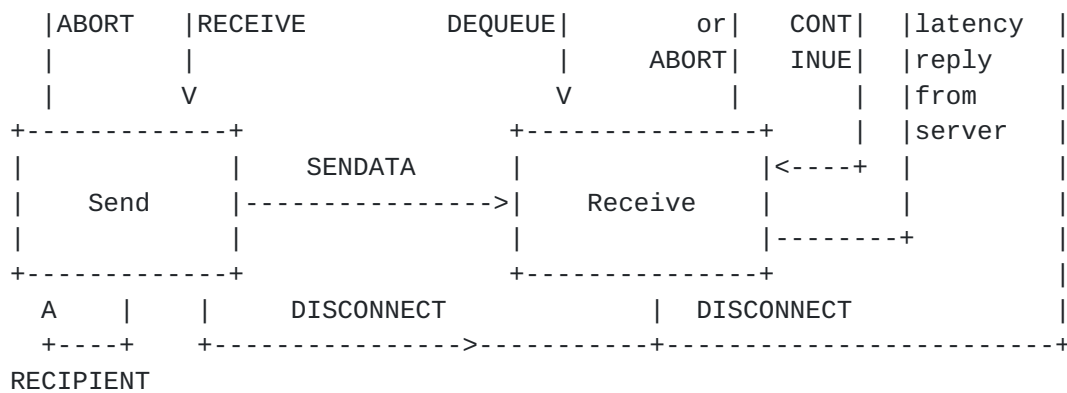 |ABORT |RECEIVE DEQUEUE| or| CONT| |latency |
| | | ABORT| INUE| |reply |
| V V | | |from |
+-------------+ +---------------+ | |server |
| | SENDATA | |<----+ | |
| Send |---------------->| Receive | | |
| | | |--------+ |
+-------------+ +---------------+ |
A | | DISCONNECT | DISCONNECT |
+----+ +---------------->-----------+--------------------------+
RECIPIENT